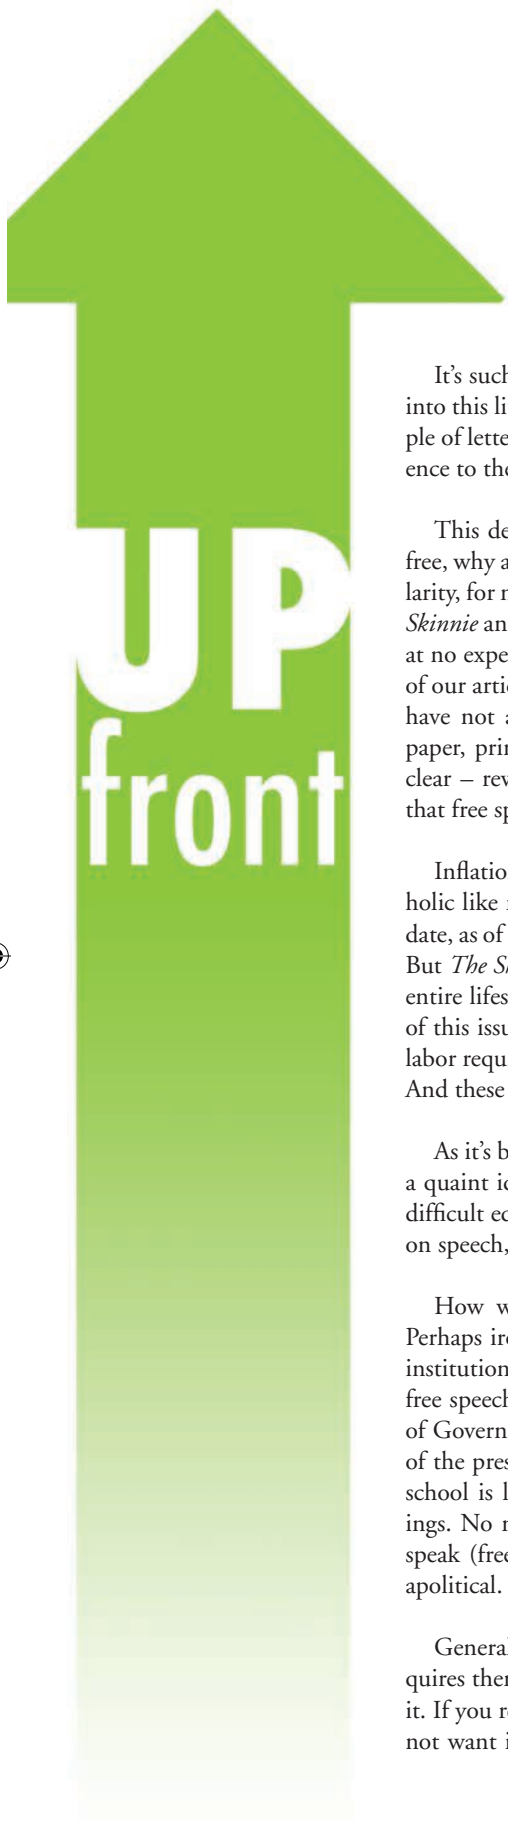 UP
front
It's such
into this li
ple of lette
ence to the
This de
free, why a
larity, for n
Skinnie an
at no expe
of our artic
have not a
paper, prin
clear – rev
that free sp
Inflatio
holic like
date, as of
But The Sk
entire lifes
of this issu
labor requ
And these
As it's b
a quaint ic
difficult ec
on speech,
How w
Perhaps iro
institution
free speech
of Govern
of the pres
school is l
ings. No n
speak (free
apolitical.
General
quires ther
it. If you re
not want i